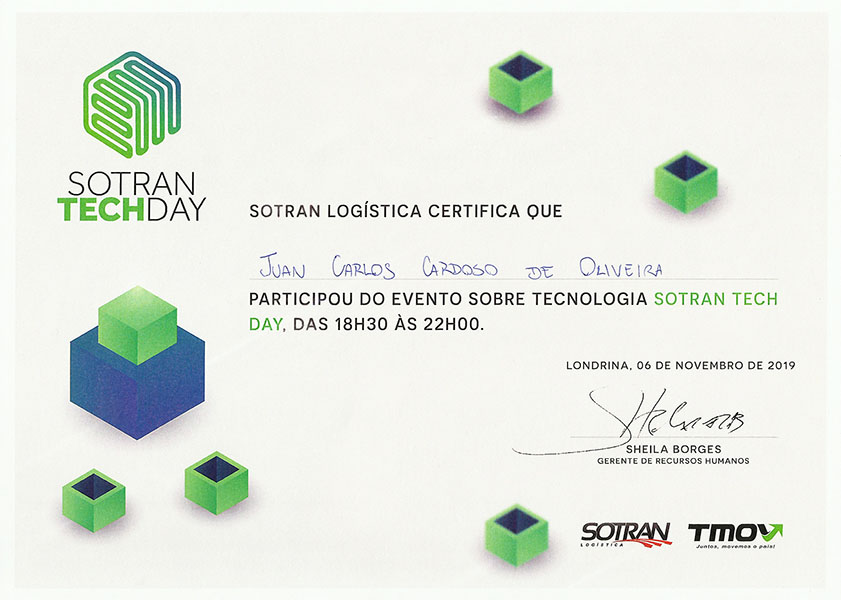 SOTRAN
TECHDAY
SOTRAN LOGÍSTICA CERTIFICA QUE
JUAN CARLOS CARDOSO DE OLIVEIRA
PARTICIPOU DO EVENTO SOBRE TECNOLOGIA SOTRAN TECH
DAY, DAS 18H30 ÀS 22H00.
LONDRINA, 06 DE NOVEMBRO DE 2019
SHEILA BORGES
GERENTE DE RECURSOS HUMANOS
SOTRAN
LOGÍSTICA
TMOV
Juntos, movemos o país!